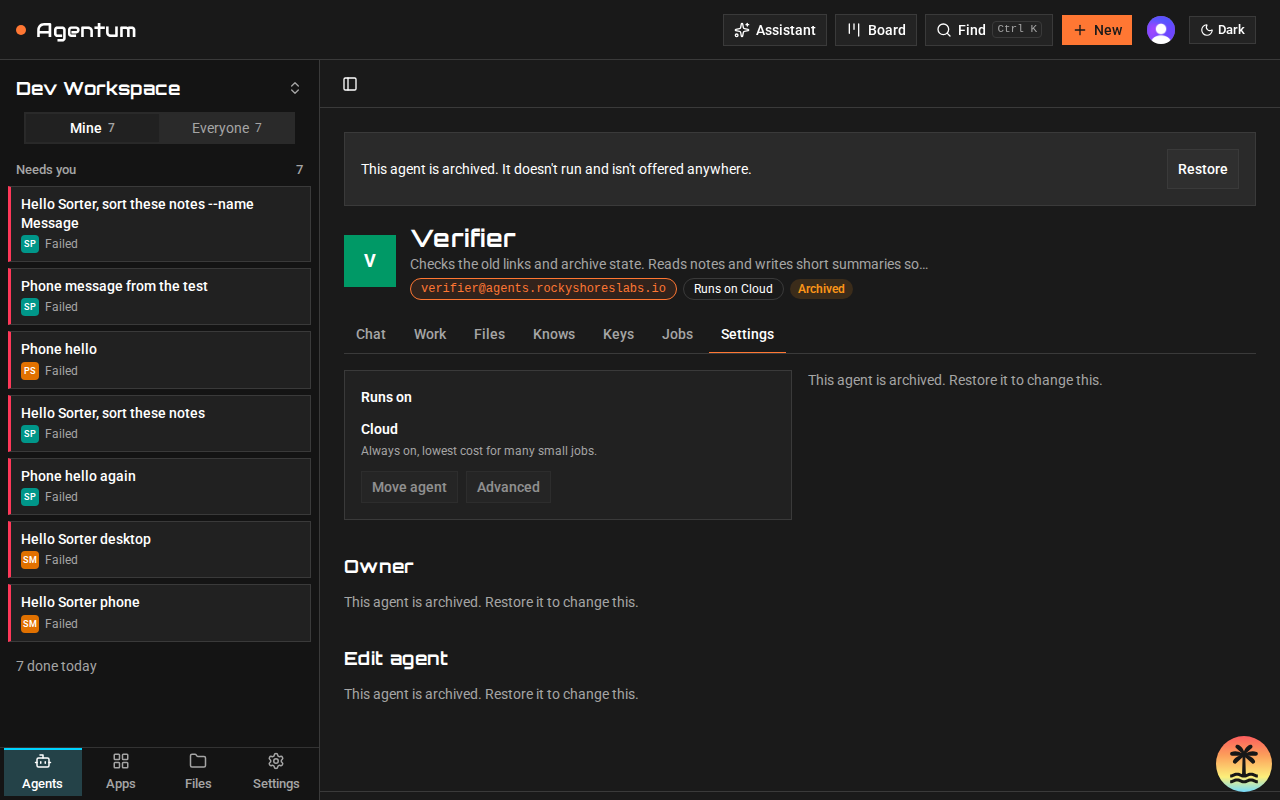 Agentum
Assistant
Board
Find Ctrl K
New
Dark
Dev Workspace
Mine 7
Everyone 7
Needs you 7
Hello Sorter, sort these notes --name
Message
SP Failed
Phone message from the test
SP Failed
Phone hello
PS Failed
Hello Sorter, sort these notes
SP Failed
Phone hello again
SP Failed
Hello Sorter desktop
SM Failed
Hello Sorter phone
SM Failed
7 done today
Agents
Apps
Files
Settings
This agent is archived. It doesn't run and isn't offered anywhere.
Restore
V
Verifier
Checks the old links and archive state. Reads notes and writes short summaries so…
verifier@agents.rockyshoreslabs.io
Runs on Cloud
Archived
Chat
Work
Files
Knows
Keys
Jobs
Settings
Runs on
Cloud
Always on, lowest cost for many small jobs.
Move agent
Advanced
This agent is archived. Restore it to change this.
Owner
This agent is archived. Restore it to change this.
Edit agent
This agent is archived. Restore it to change this.